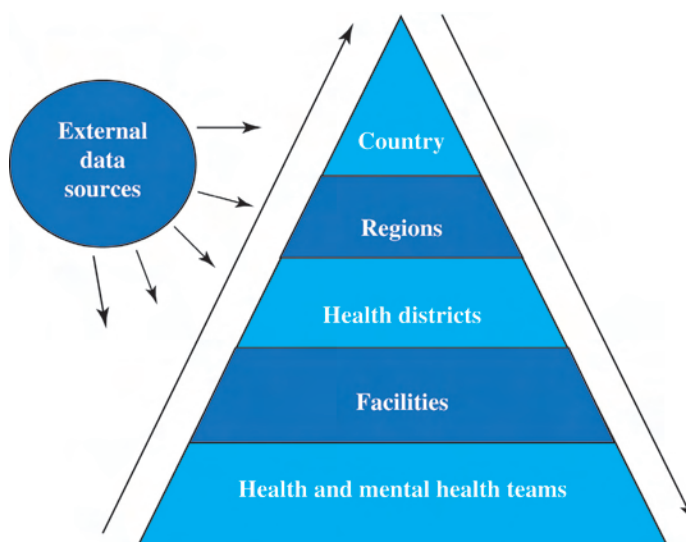 External
data
sources
Country
Regions
Health districts
Facilities
Health and mental health teams